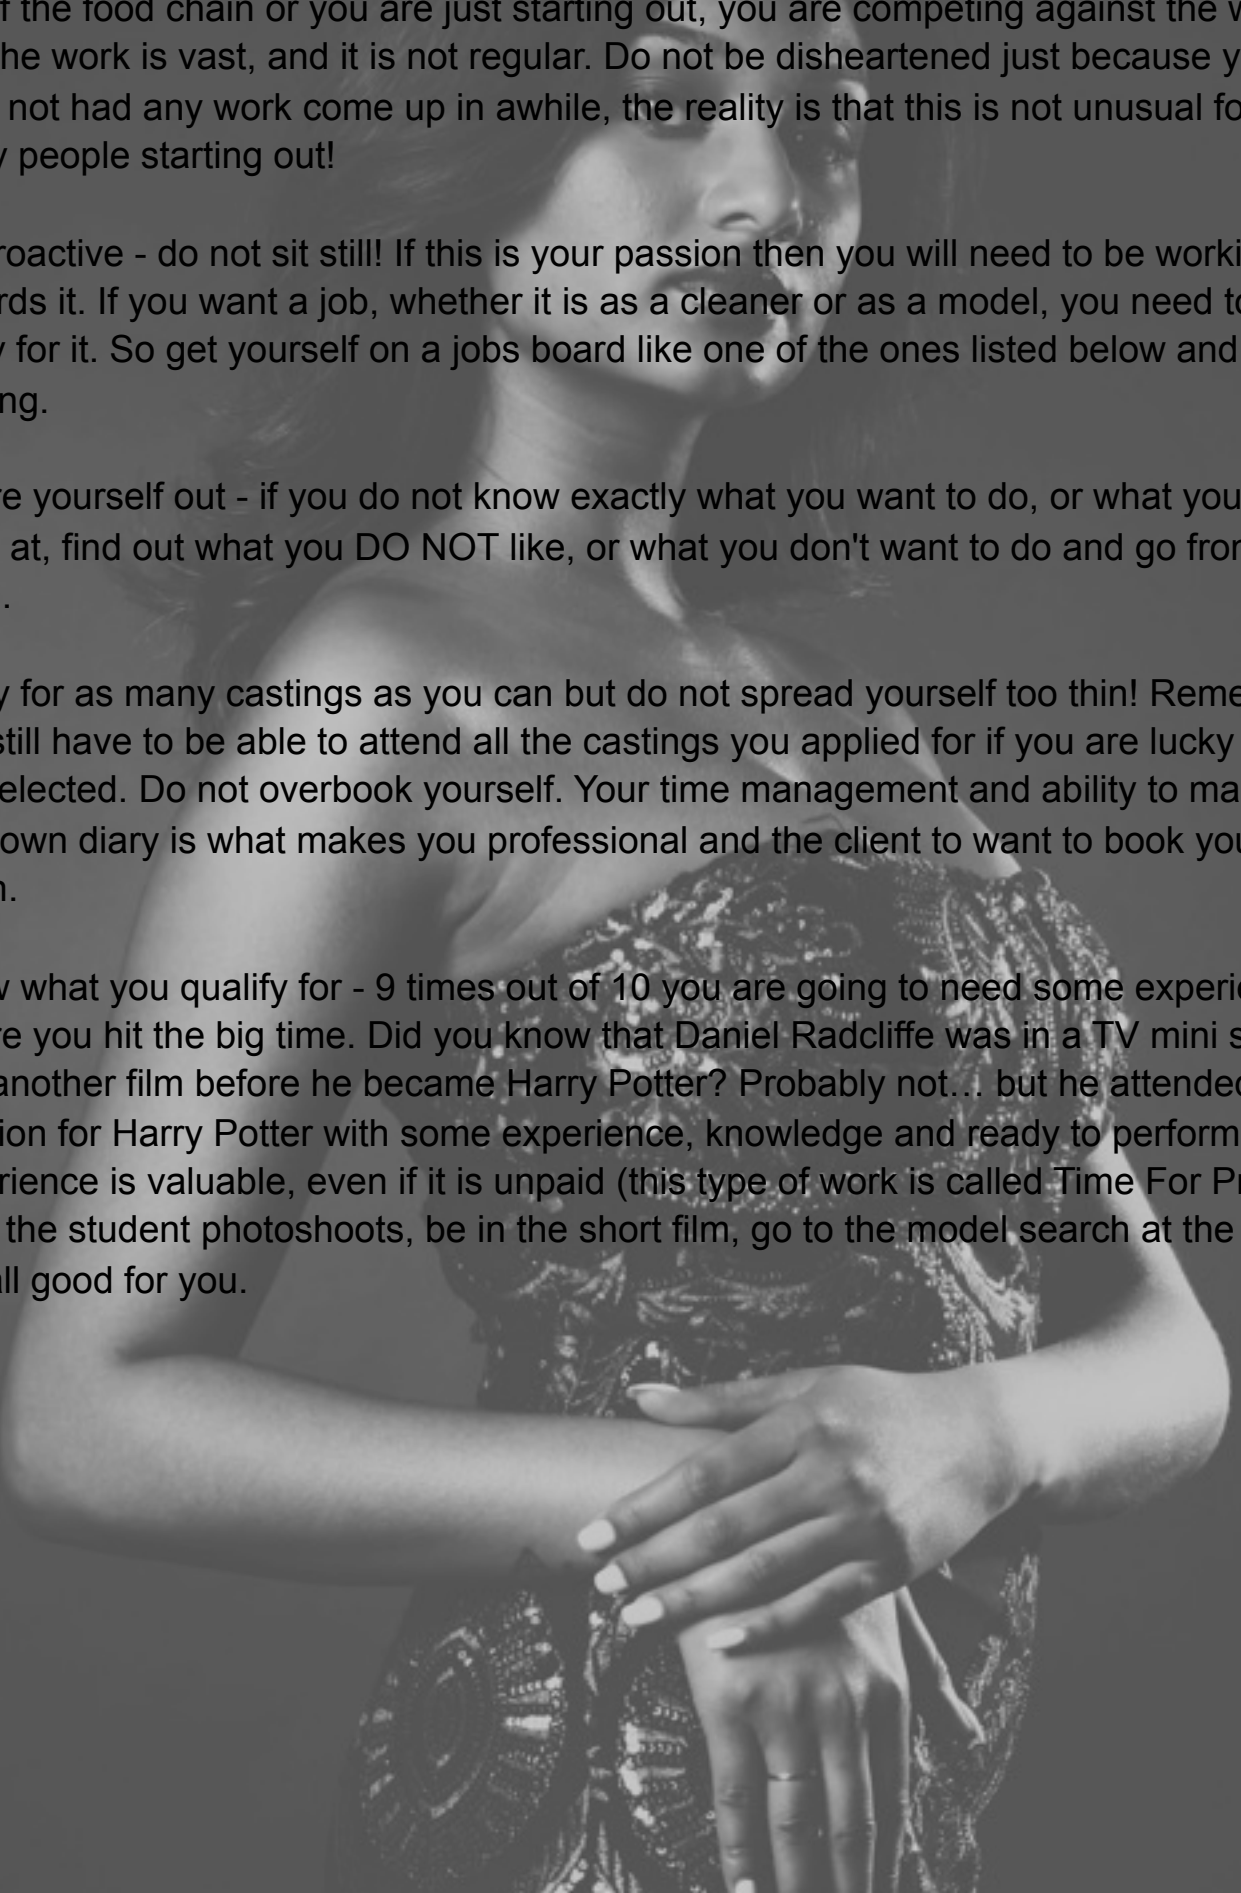 f the food chain or you are just starting out, you are competing against the w
he work is vast, and it is not regular. Do not be disheartened just because y
not had any work come up in awhile, the reality is that this is not unusual fo
y people starting out!
roactive - do not sit still! If this is your passion then you will need to be worki
rds it. If you want a job, whether it is as a cleaner or as a model, you need to
y for it. So get yourself on a jobs board like one of the ones listed below and
ng.
re yourself out - if you do not know exactly what you want to do, or what you
at, find out what you DO NOT like, or what you don't want to do and go fror
.
y for as many castings as you can but do not spread yourself too thin! Reme
still have to be able to attend all the castings you applied for if you are lucky
elected. Do not overbook yourself. Your time management and ability to ma
own diary is what makes you professional and the client to want to book you
n.
w what you qualify for - 9 times out of 10 you are going to need some experie
re you hit the big time. Did you know that Daniel Radcliffe was in a TV mini s
another film before he became Harry Potter? Probably not… but he attended
ion for Harry Potter with some experience, knowledge and ready to perform
rience is valuable, even if it is unpaid (this type of work is called Time For Pr
the student photoshoots, be in the short film, go to the model search at the
all good for you.